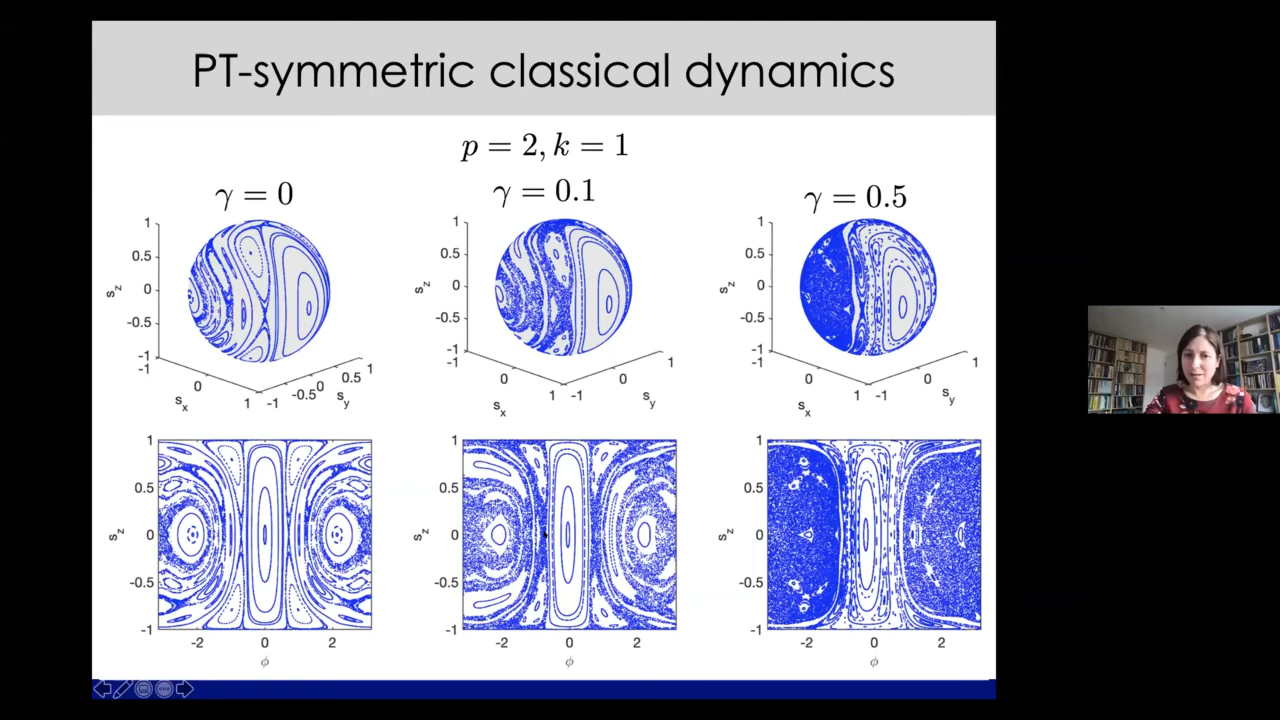 PT-symmetric classical dynamics
p = 2, k = 1
γ = 0
γ = 0.1
γ = 0.5
1
0.5
0
-0.5
-1
s_z
-1
0
1
s_x
-1
-0.5
0
0.5
1
s_y
1
0.5
0
-0.5
-1
s_z
-1
0
1
s_x
-1
0
1
s_y
1
0.5
0
-0.5
-1
s_z
-1
0
1
s_x
-1
0
1
s_y
1
0.5
0
-0.5
-1
s_z
-2 0 2
ϕ
1
0.5
0
-0.5
-1
s_z
-2 0 2
ϕ
1
0.5
0
-0.5
-1
s_z
-2 0 2
ϕ